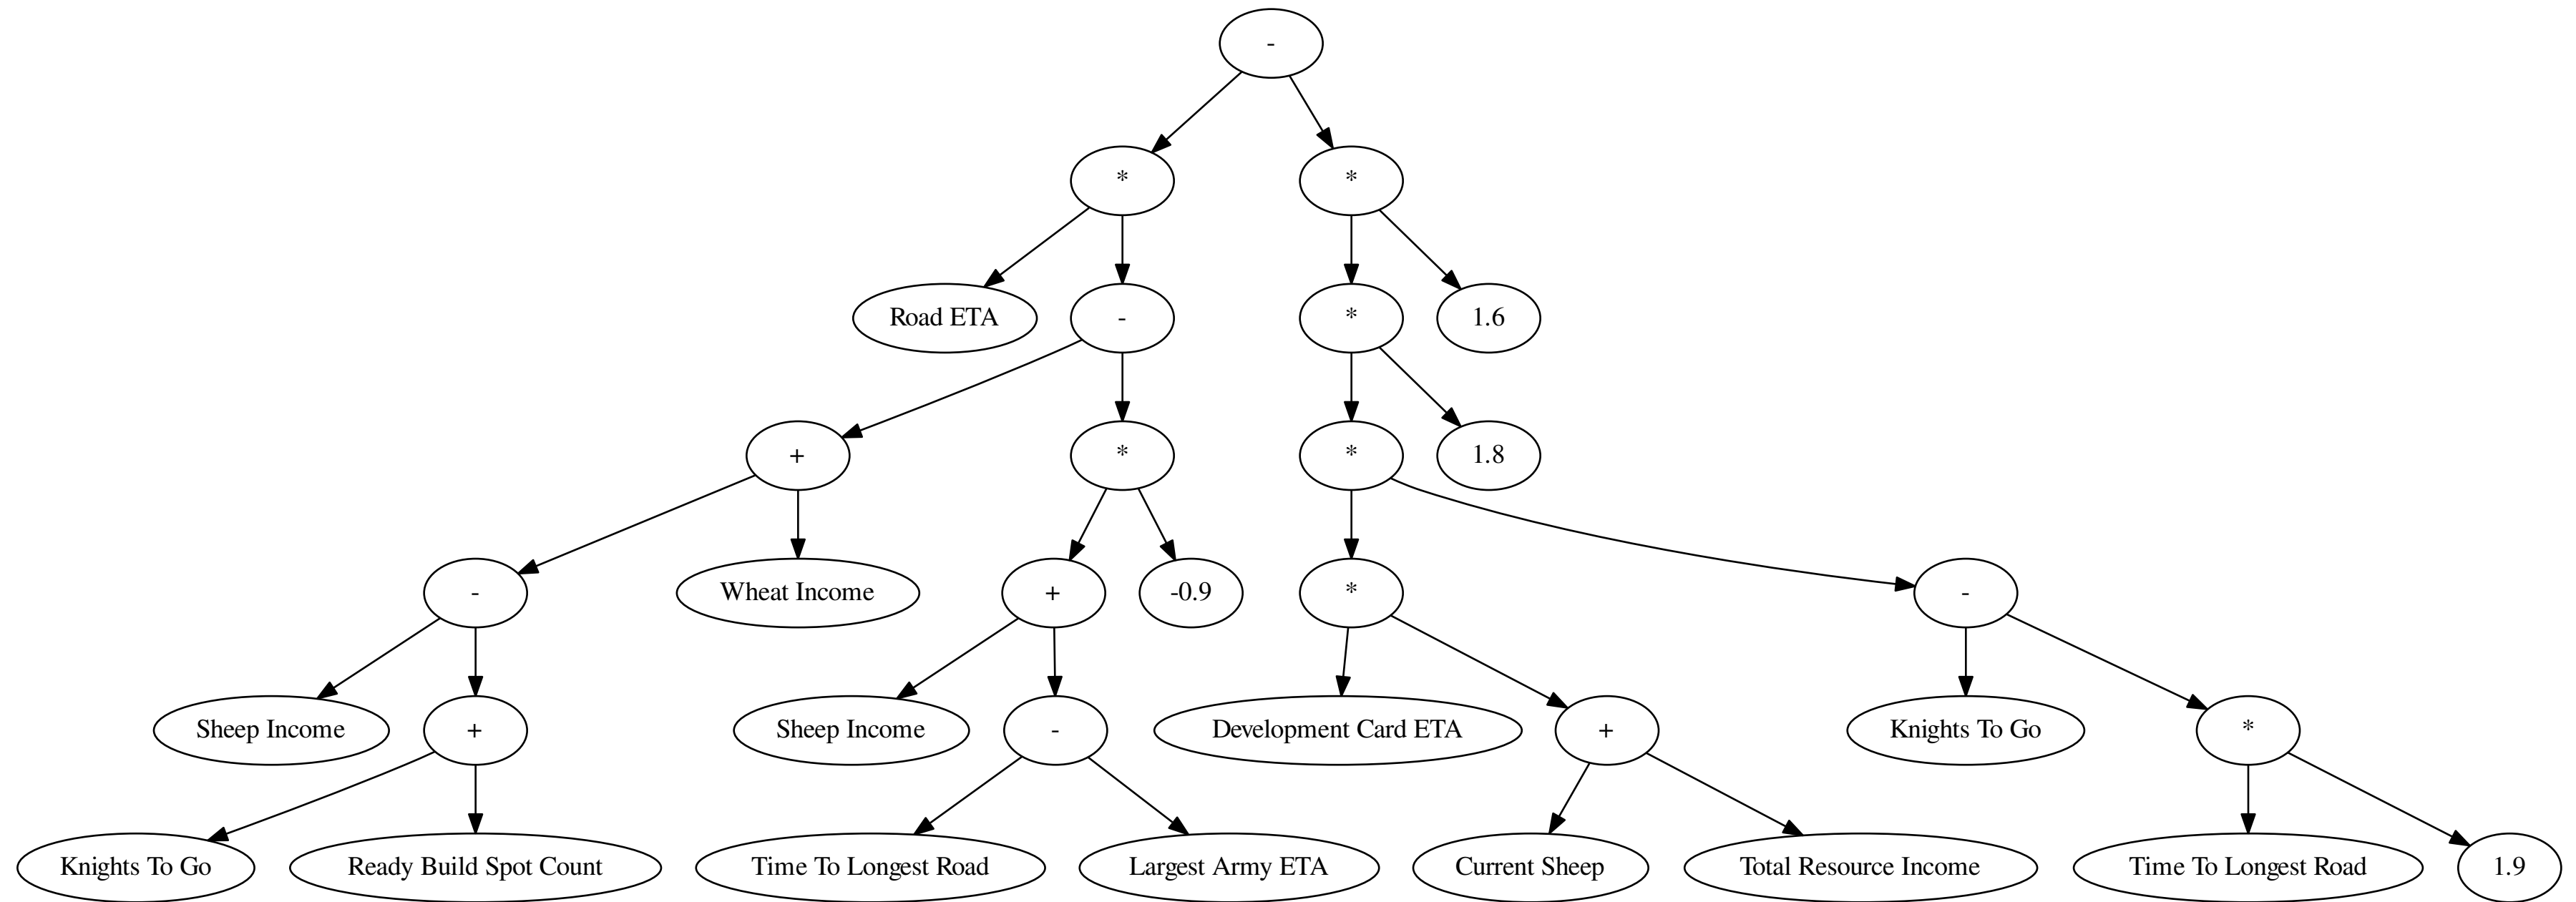 -
*
*
Road ETA
-
*
1.6
+
*
*
1.8
-
Wheat Income
+
-0.9
*
-
Sheep Income
+
Sheep Income
-
Development Card ETA
+
Knights To Go
*
Knights To Go
Ready Build Spot Count
Time To Longest Road
Largest Army ETA
Current Sheep
Total Resource Income
Time To Longest Road
1.9